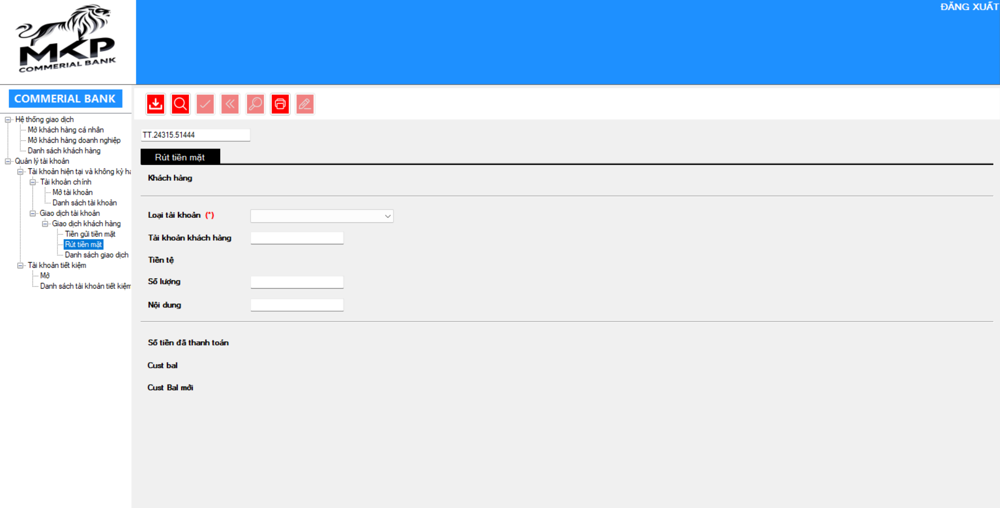 ĐĂNG XUẤT
MKP
COMMERIAL BANK
COMMERIAL BANK
Hệ thống giao dịch
Mở khách hàng cá nhân
Mở khách hàng doanh nghiệp
Danh sách khách hàng
Quản lý tài khoản
Tài khoản hiện tại và không kỳ hạ
Tài khoản chính
Mở tài khoản
Danh sách tài khoản
Giao dịch tài khoản
Giao dịch khách hàng
Tiền gửi tiền mặt
Rút tiền mặt
Danh sách giao dịch
Tài khoản tiết kiệm
Mở
Danh sách tài khoản tiết kiệm
TT.24315.51444
Rút tiền mặt
Khách hàng
Loại tài khoản (*)
Tài khoản khách hàng
Tiền tệ
Số lượng
Nội dung
Số tiền đã thanh toán
Cust bal
Cust Bal mới